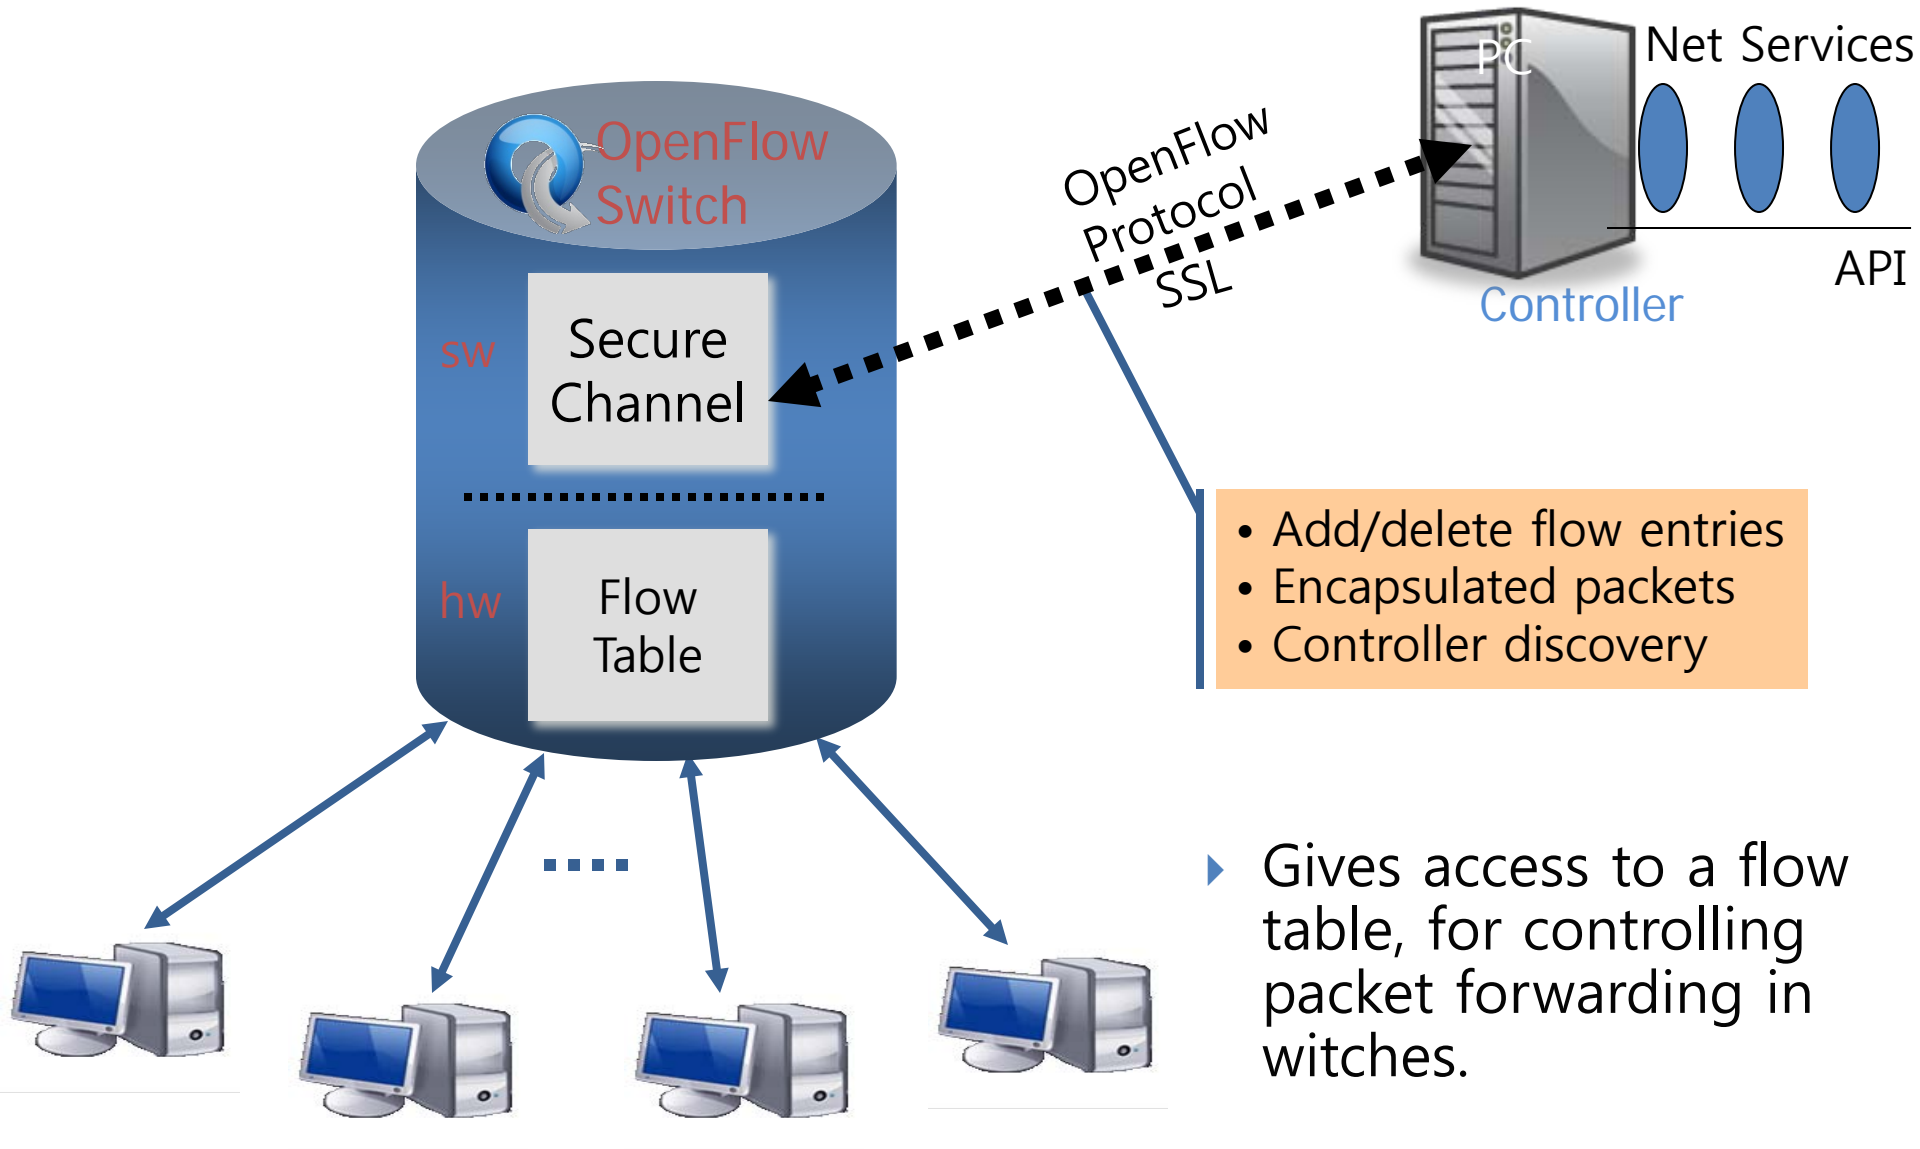 OpenFlow
Switch
sw
Secure
Channel
hw
Flow
Table
OpenFlow
Protocol
SSL
PC
Net Services
API
Controller
• Add/delete flow entries
• Encapsulated packets
• Controller discovery
Gives access to a flow
table, for controlling
packet forwarding in
witches.